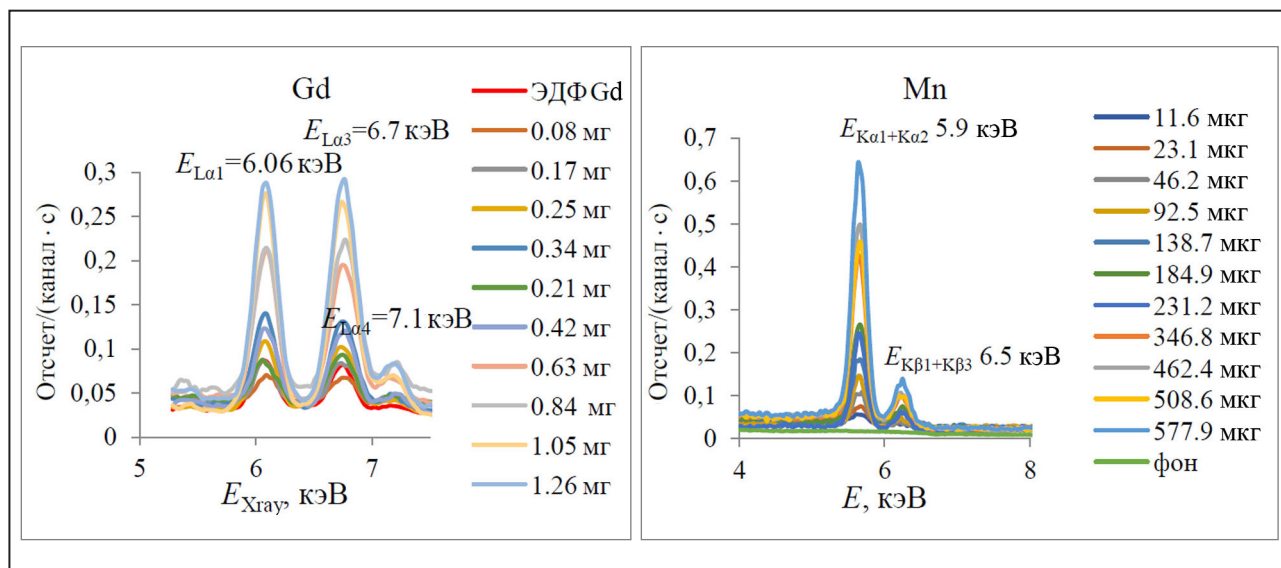 Gd
E_Lα1=6.06 кэВ
E_Lα3=6.7 кэВ
E_Lα4=7.1 кэВ
Отсчет/(канал · с)
0,3
0,25
0,2
0,15
0,1
0,05
0
5 6 7
E_Xray, кэВ
ЭДФ Gd
0.08 мг
0.17 мг
0.25 мг
0.34 мг
0.21 мг
0.42 мг
0.63 мг
0.84 мг
1.05 мг
1.26 мг
Mn
E_Kα1+Kα2 5.9 кэВ
E_Kβ1+Kβ3 6.5 кэВ
Отсчет/(канал · с)
0,7
0,6
0,5
0,4
0,3
0,2
0,1
0
4 6 8
E, кэВ
11.6 мкг
23.1 мкг
46.2 мкг
92.5 мкг
138.7 мкг
184.9 мкг
231.2 мкг
346.8 мкг
462.4 мкг
508.6 мкг
577.9 мкг
фон